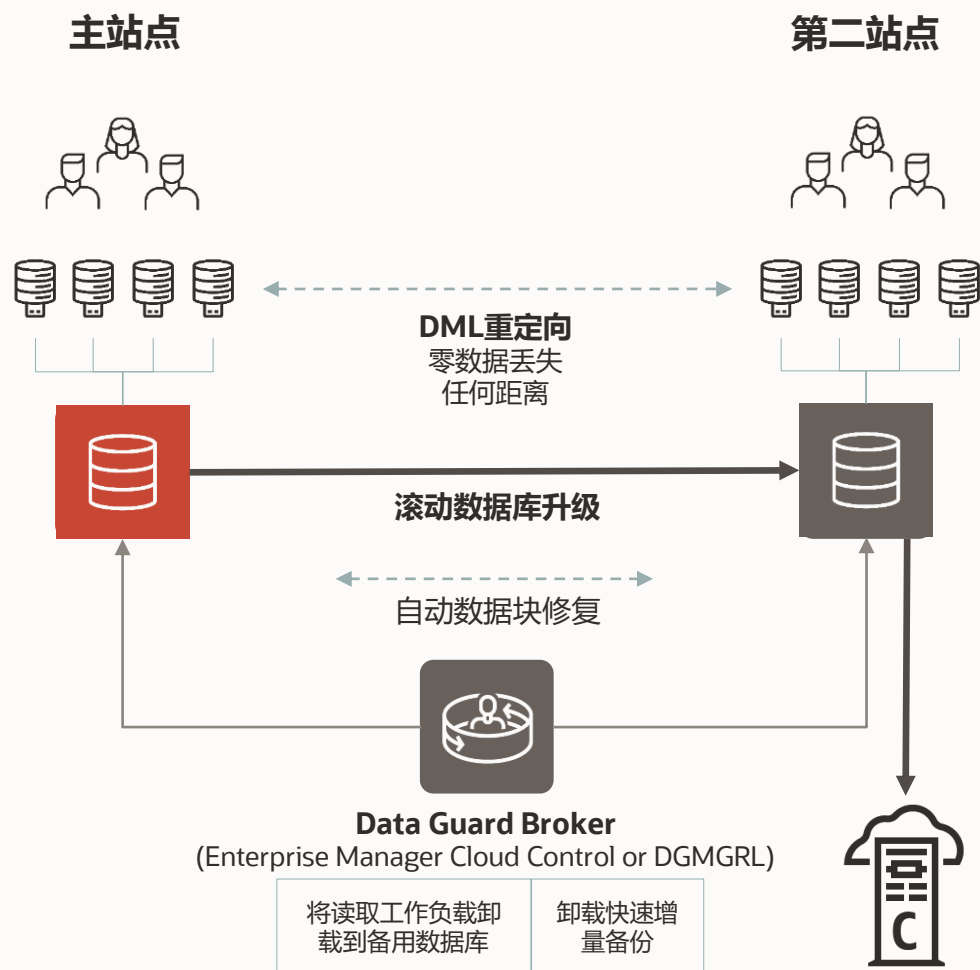 主站点
第二站点
DML重定向
零数据丢失
任何距离
滚动数据库升级
自动数据块修复
Data Guard Broker
(Enterprise Manager Cloud Control or DGMGRL)
将读取工作负载卸
载到备用数据库
卸载快速增
量备份
C